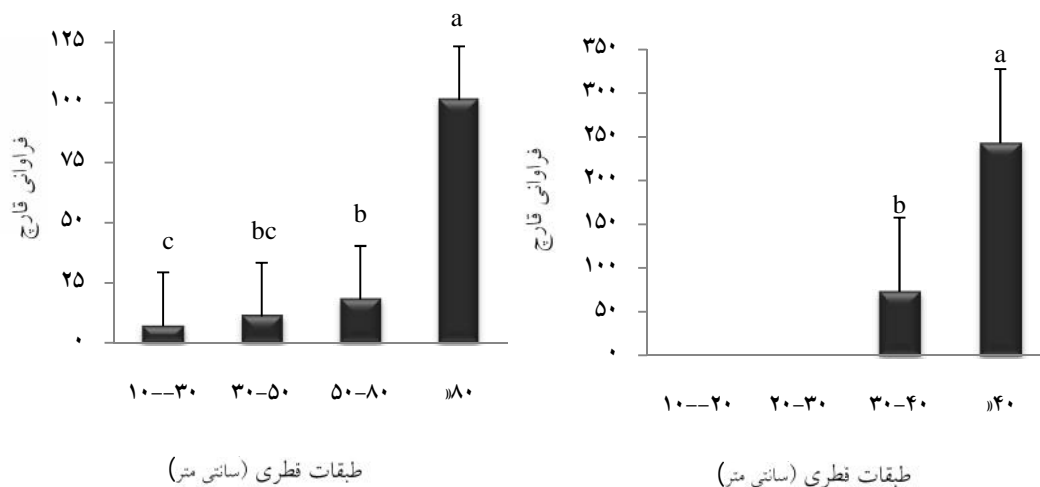 a
b
bc
c
۱۲۵
۱۰۰
۷۵
۵۰
۲۵
۰
فراوانی قارچ
۱۰--۳۰ ۳۰-۵۰ ۵۰-۸۰ »۸۰
طبقات قطری (سانتی متر)
a
b
۳۵۰
۳۰۰
۲۵۰
۲۰۰
۱۵۰
۱۰۰
۵۰
۰
فراوانی قارچ
۱۰--۲۰ ۲۰-۳۰ ۳۰-۴۰ »۴۰
طبقات قطری (سانتی متر)